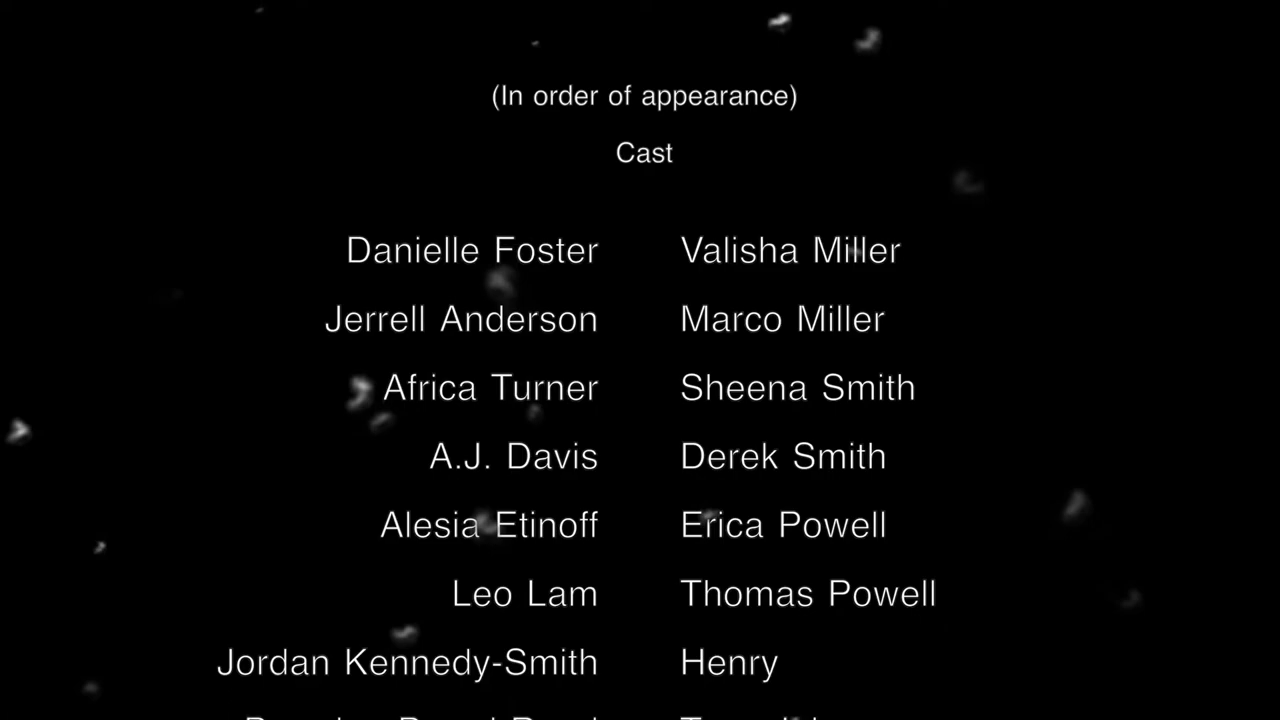 (In order of appearance)
Cast
Danielle Foster Valisha Miller
Jerrell Anderson Marco Miller
Africa Turner Sheena Smith
A.J. Davis Derek Smith
Alesia Etinoff Erica Powell
Leo Lam Thomas Powell
Jordan Kennedy-Smith Henry